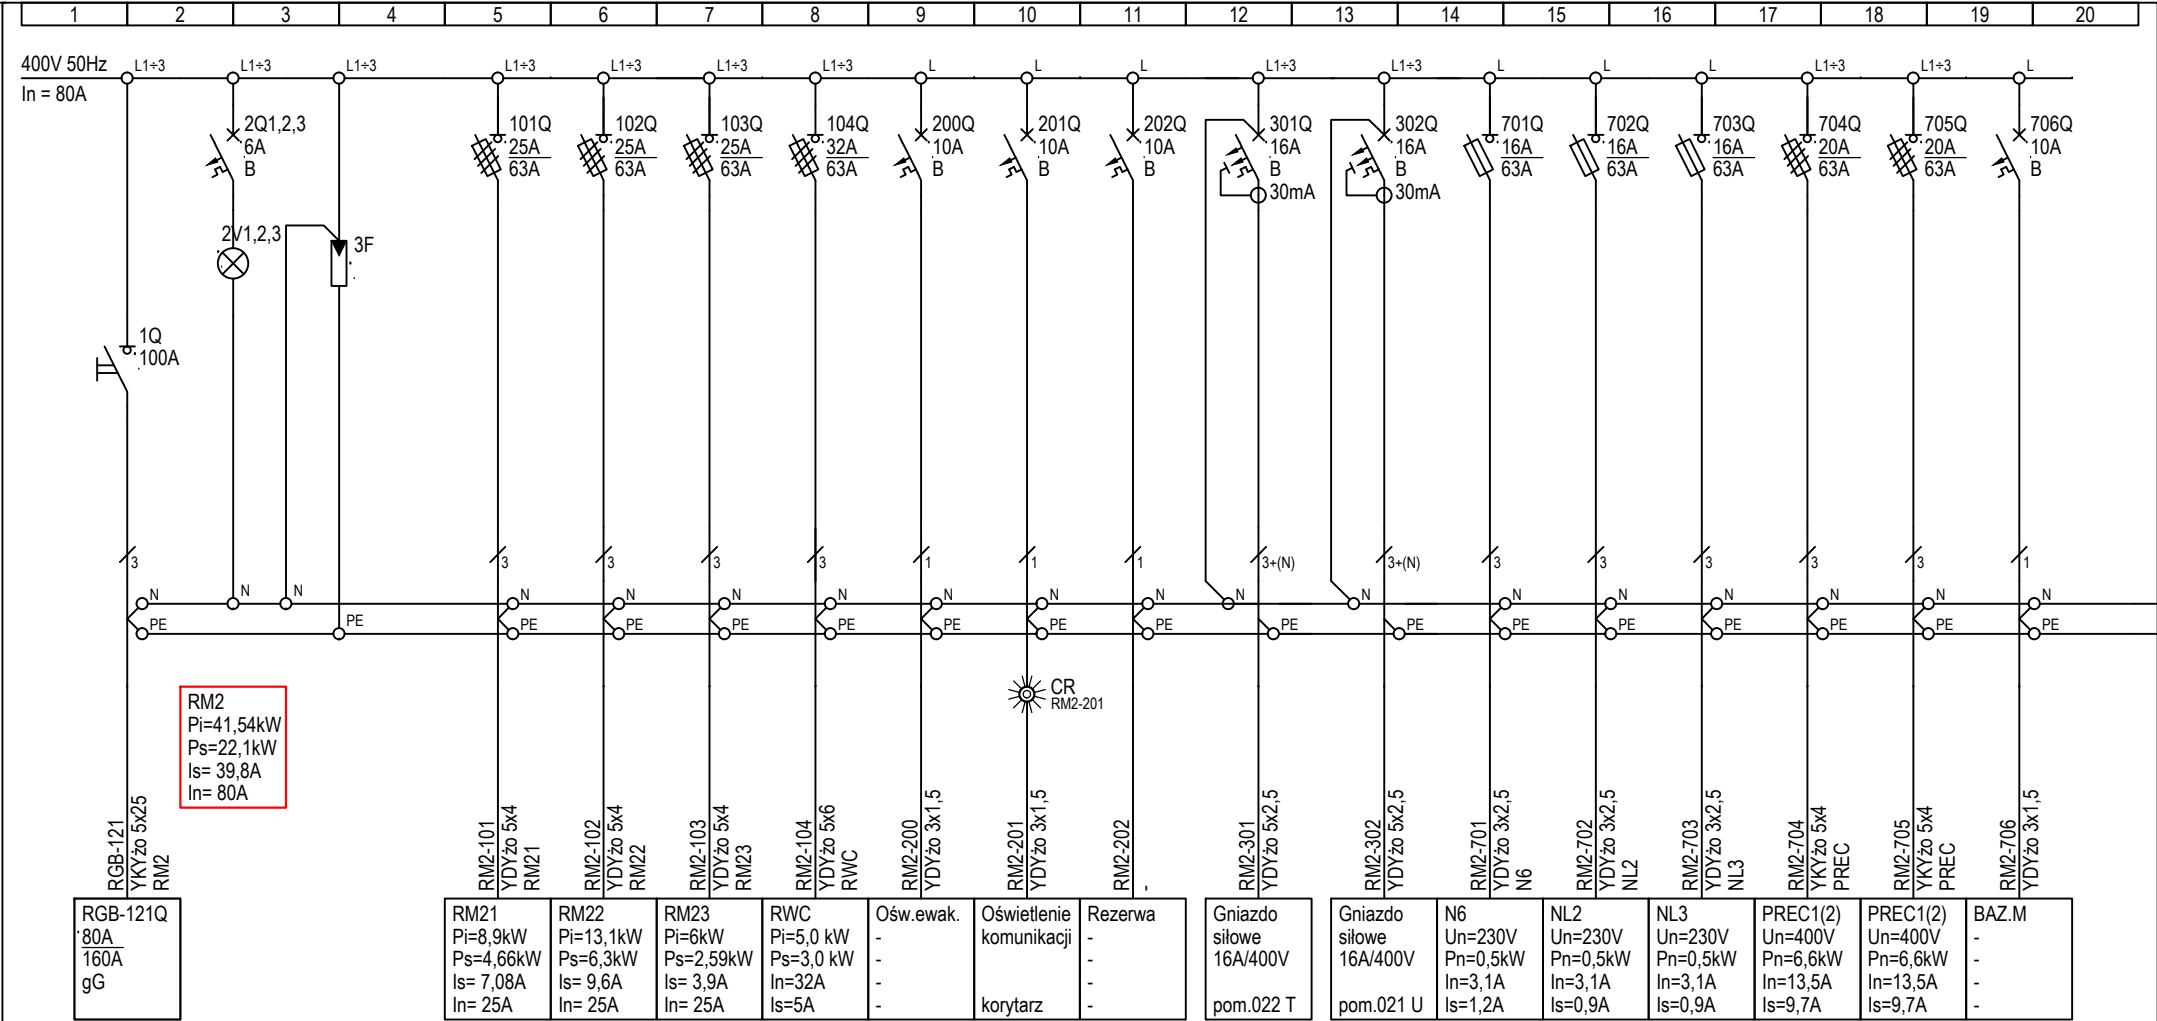 1 2 3 4 5 6 7 8 9 10 11 12 13 14 15 16 17 18 19 20
400V 50Hz
In = 80A
L1÷3 L1÷3 L1÷3 L1÷3 L1÷3 L1÷3 L1÷3 L L L L1÷3 L1÷3 L L L L1÷3 L1÷3 L
2Q1,2,3
6A
B
2V1,2,3
3F
1Q
100A
101Q
25A
63A
102Q
25A
63A
103Q
25A
63A
104Q
32A
63A
200Q
10A
B
201Q
10A
B
202Q
10A
B
301Q
16A
B
30mA
302Q
16A
B
30mA
701Q
16A
63A
702Q
16A
63A
703Q
16A
63A
704Q
20A
63A
705Q
20A
63A
706Q
10A
B
3 3 3 3 3 1 1 1 3+(N) 3+(N) 3 3 3 3 3 1
N N N N N N N N N N N N N N N N N N
PE PE PE PE PE PE PE PE PE PE PE PE PE PE PE PE PE
CR
RM2-201
RM2
Pi=41,54kW
Ps=22,1kW
Is= 39,8A
In= 80A
RGB-121
YKYżo 5x25
RM2
RM2-101
YDYżo 5x4
RM21
RM2-102
YDYżo 5x4
RM22
RM2-103
YDYżo 5x4
RM23
RM2-104
YDYżo 5x6
RWC
RM2-200
YDYżo 3x1,5
RM2-201
YDYżo 3x1,5
RM2-202
-
RM2-301
YDYżo 5x2,5
RM2-302
YDYżo 5x2,5
RM2-701
YDYżo 3x2,5
N6
RM2-702
YDYżo 3x2,5
NL2
RM2-703
YDYżo 3x2,5
NL3
RM2-704
YKYżo 5x4
PREC
RM2-705
YKYżo 5x4
PREC
RM2-706
YDYżo 3x1,5
RGB-121Q
80A
160A
gG
RM21
Pi=8,9kW
Ps=4,66kW
Is= 7,08A
In= 25A
RM22
Pi=13,1kW
Ps=6,3kW
Is= 9,6A
In= 25A
RM23
Pi=6kW
Ps=2,59kW
Is= 3,9A
In= 25A
RWC
Pi=5,0 kW
Ps=3,0 kW
In=32A
Is=5A
Ośw.ewak.
-
-
-
-
Oświetlenie
komunikacji
korytarz
Rezerwa
-
-
-
-
Gniazdo
siłowe
16A/400V
pom.022 T
Gniazdo
siłowe
16A/400V
pom.021 U
N6
Un=230V
Pn=0,5kW
In=3,1A
Is=1,2A
NL2
Un=230V
Pn=0,5kW
In=3,1A
Is=0,9A
NL3
Un=230V
Pn=0,5kW
In=3,1A
Is=0,9A
PREC1(2)
Un=400V
Pn=6,6kW
In=13,5A
Is=9,7A
PREC1(2)
Un=400V
Pn=6,6kW
In=13,5A
Is=9,7A
BAZ.M
-
-
-
-